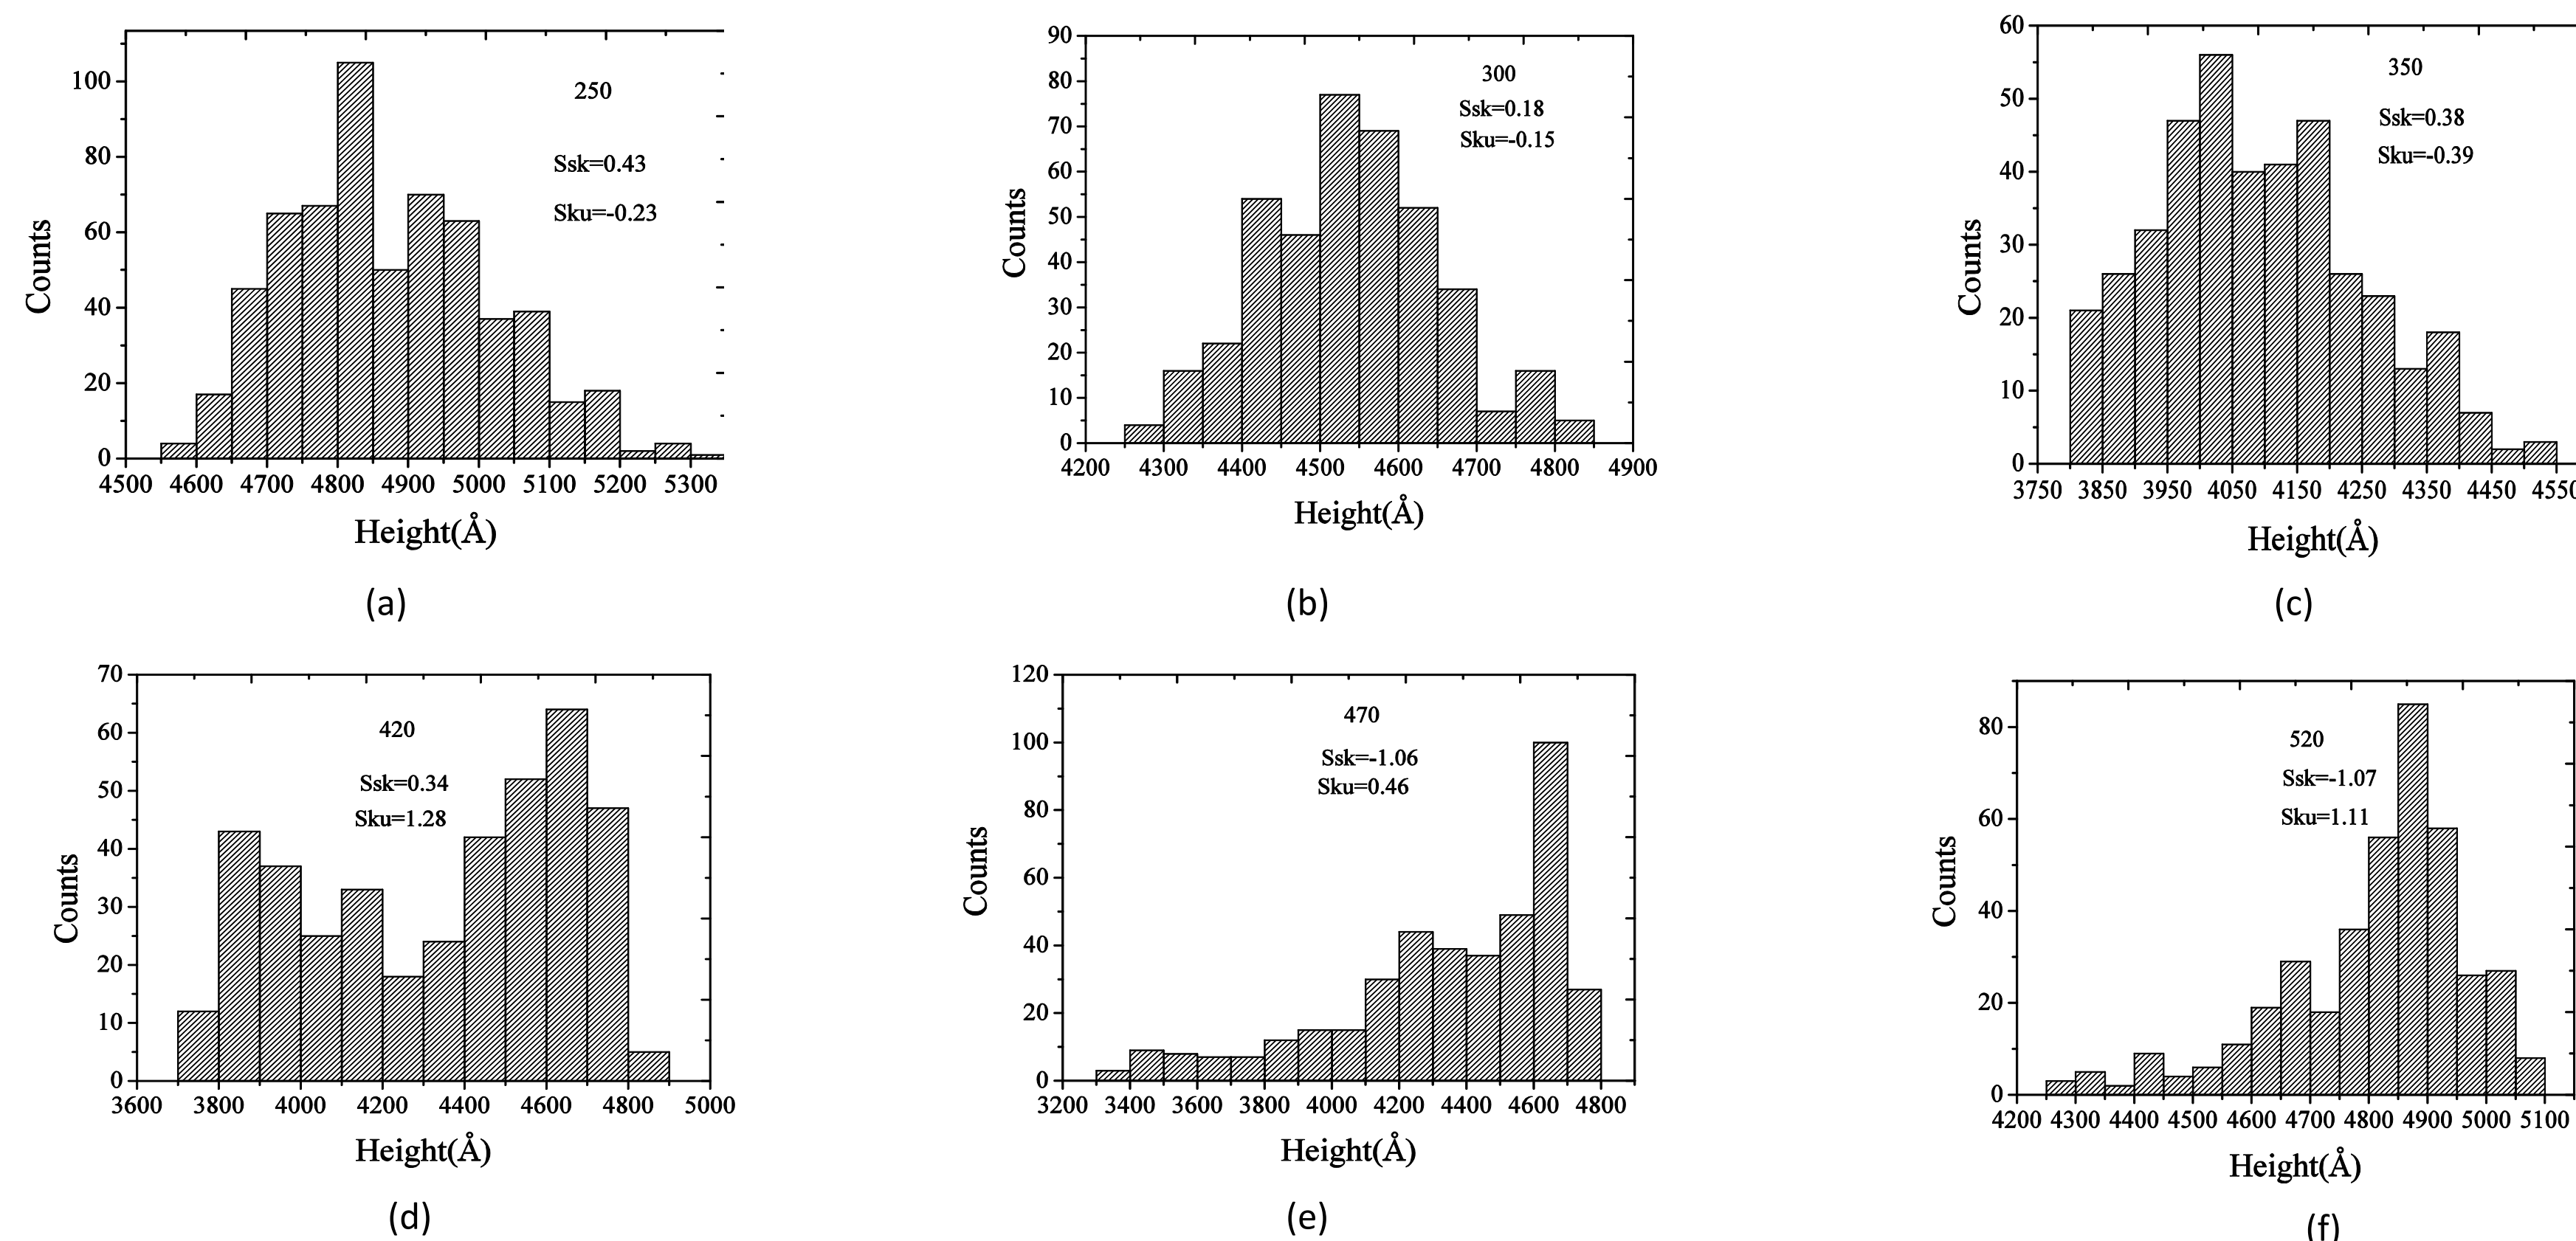 100
80
60
40
20
0
Counts
250
Ssk=0.43
Sku=-0.23
4500 4600 4700 4800 4900 5000 5100 5200 5300
Height(Å)
(a)
90
80
70
60
50
40
30
20
10
0
Counts
300
Ssk=0.18
Sku=-0.15
4200 4300 4400 4500 4600 4700 4800 4900
Height(Å)
(b)
60
50
40
30
20
10
0
Counts
350
Ssk=0.38
Sku=-0.39
3750 3850 3950 4050 4150 4250 4350 4450 4550
Height(Å)
(c)
70
60
50
40
30
20
10
0
Counts
420
Ssk=0.34
Sku=1.28
3600 3800 4000 4200 4400 4600 4800 5000
Height(Å)
(d)
120
100
80
60
40
20
0
Counts
470
Ssk=-1.06
Sku=0.46
3200 3400 3600 3800 4000 4200 4400 4600 4800
Height(Å)
(e)
80
60
40
20
0
Counts
520
Ssk=-1.07
Sku=1.11
4200 4300 4400 4500 4600 4700 4800 4900 5000 5100
Height(Å)
(f)